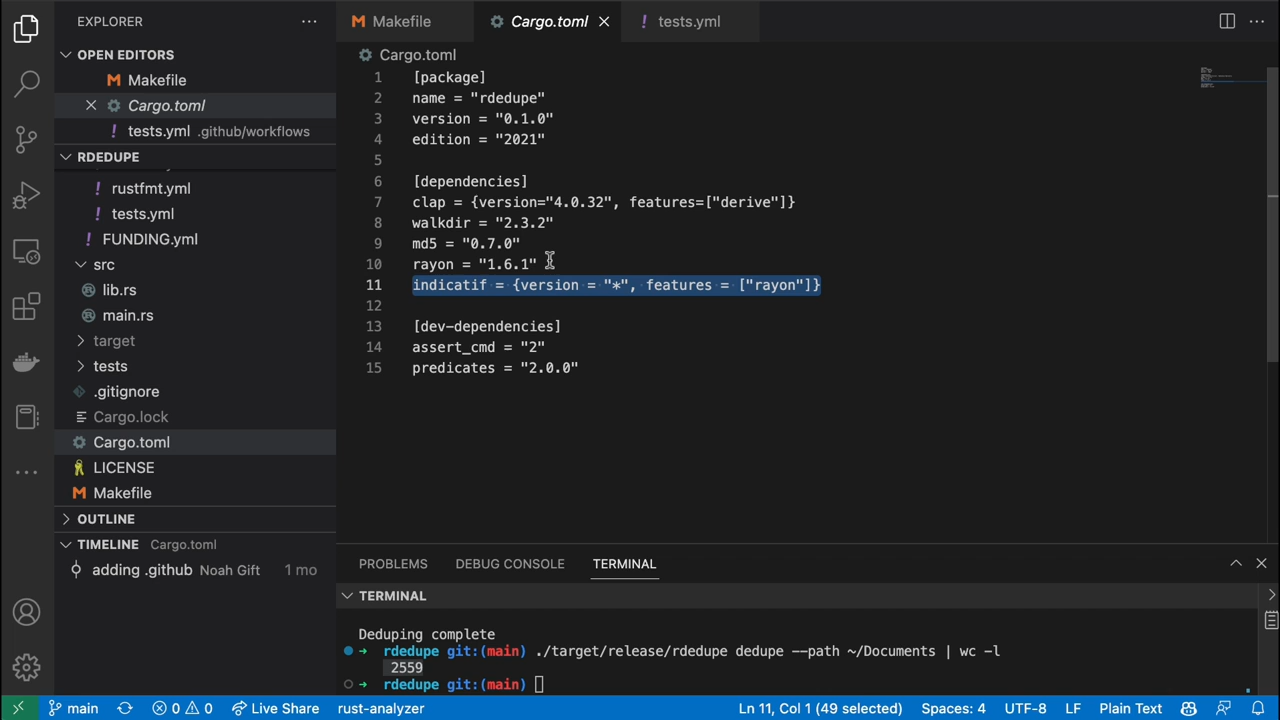 EXPLORER
OPEN EDITORS
Makefile
Cargo.toml
tests.yml .github/workflows
RDEDUPE
rustfmt.yml
tests.yml
FUNDING.yml
src
lib.rs
main.rs
target
tests
.gitignore
Cargo.lock
Cargo.toml
LICENSE
Makefile
OUTLINE
TIMELINE Cargo.toml
adding .github Noah Gift 1 mo
Makefile Cargo.toml tests.yml
Cargo.toml
1 [package]
2 name = "rdedupe"
3 version = "0.1.0"
4 edition = "2021"
5
6 [dependencies]
7 clap = {version="4.0.32", features=["derive"]}
8 walkdir = "2.3.2"
9 md5 = "0.7.0"
10 rayon = "1.6.1"
11 indicatif = {version = "*", features = ["rayon"]}
12
13 [dev-dependencies]
14 assert_cmd = "2"
15 predicates = "2.0.0"
PROBLEMS DEBUG CONSOLE TERMINAL
TERMINAL
Deduping complete
rdedupe git:(main) ./target/release/rdedupe dedupe --path ~/Documents | wc -l
2559
rdedupe git:(main)
main 0 0 Live Share rust-analyzer Ln 11, Col 1 (49 selected) Spaces: 4 UTF-8 LF Plain Text